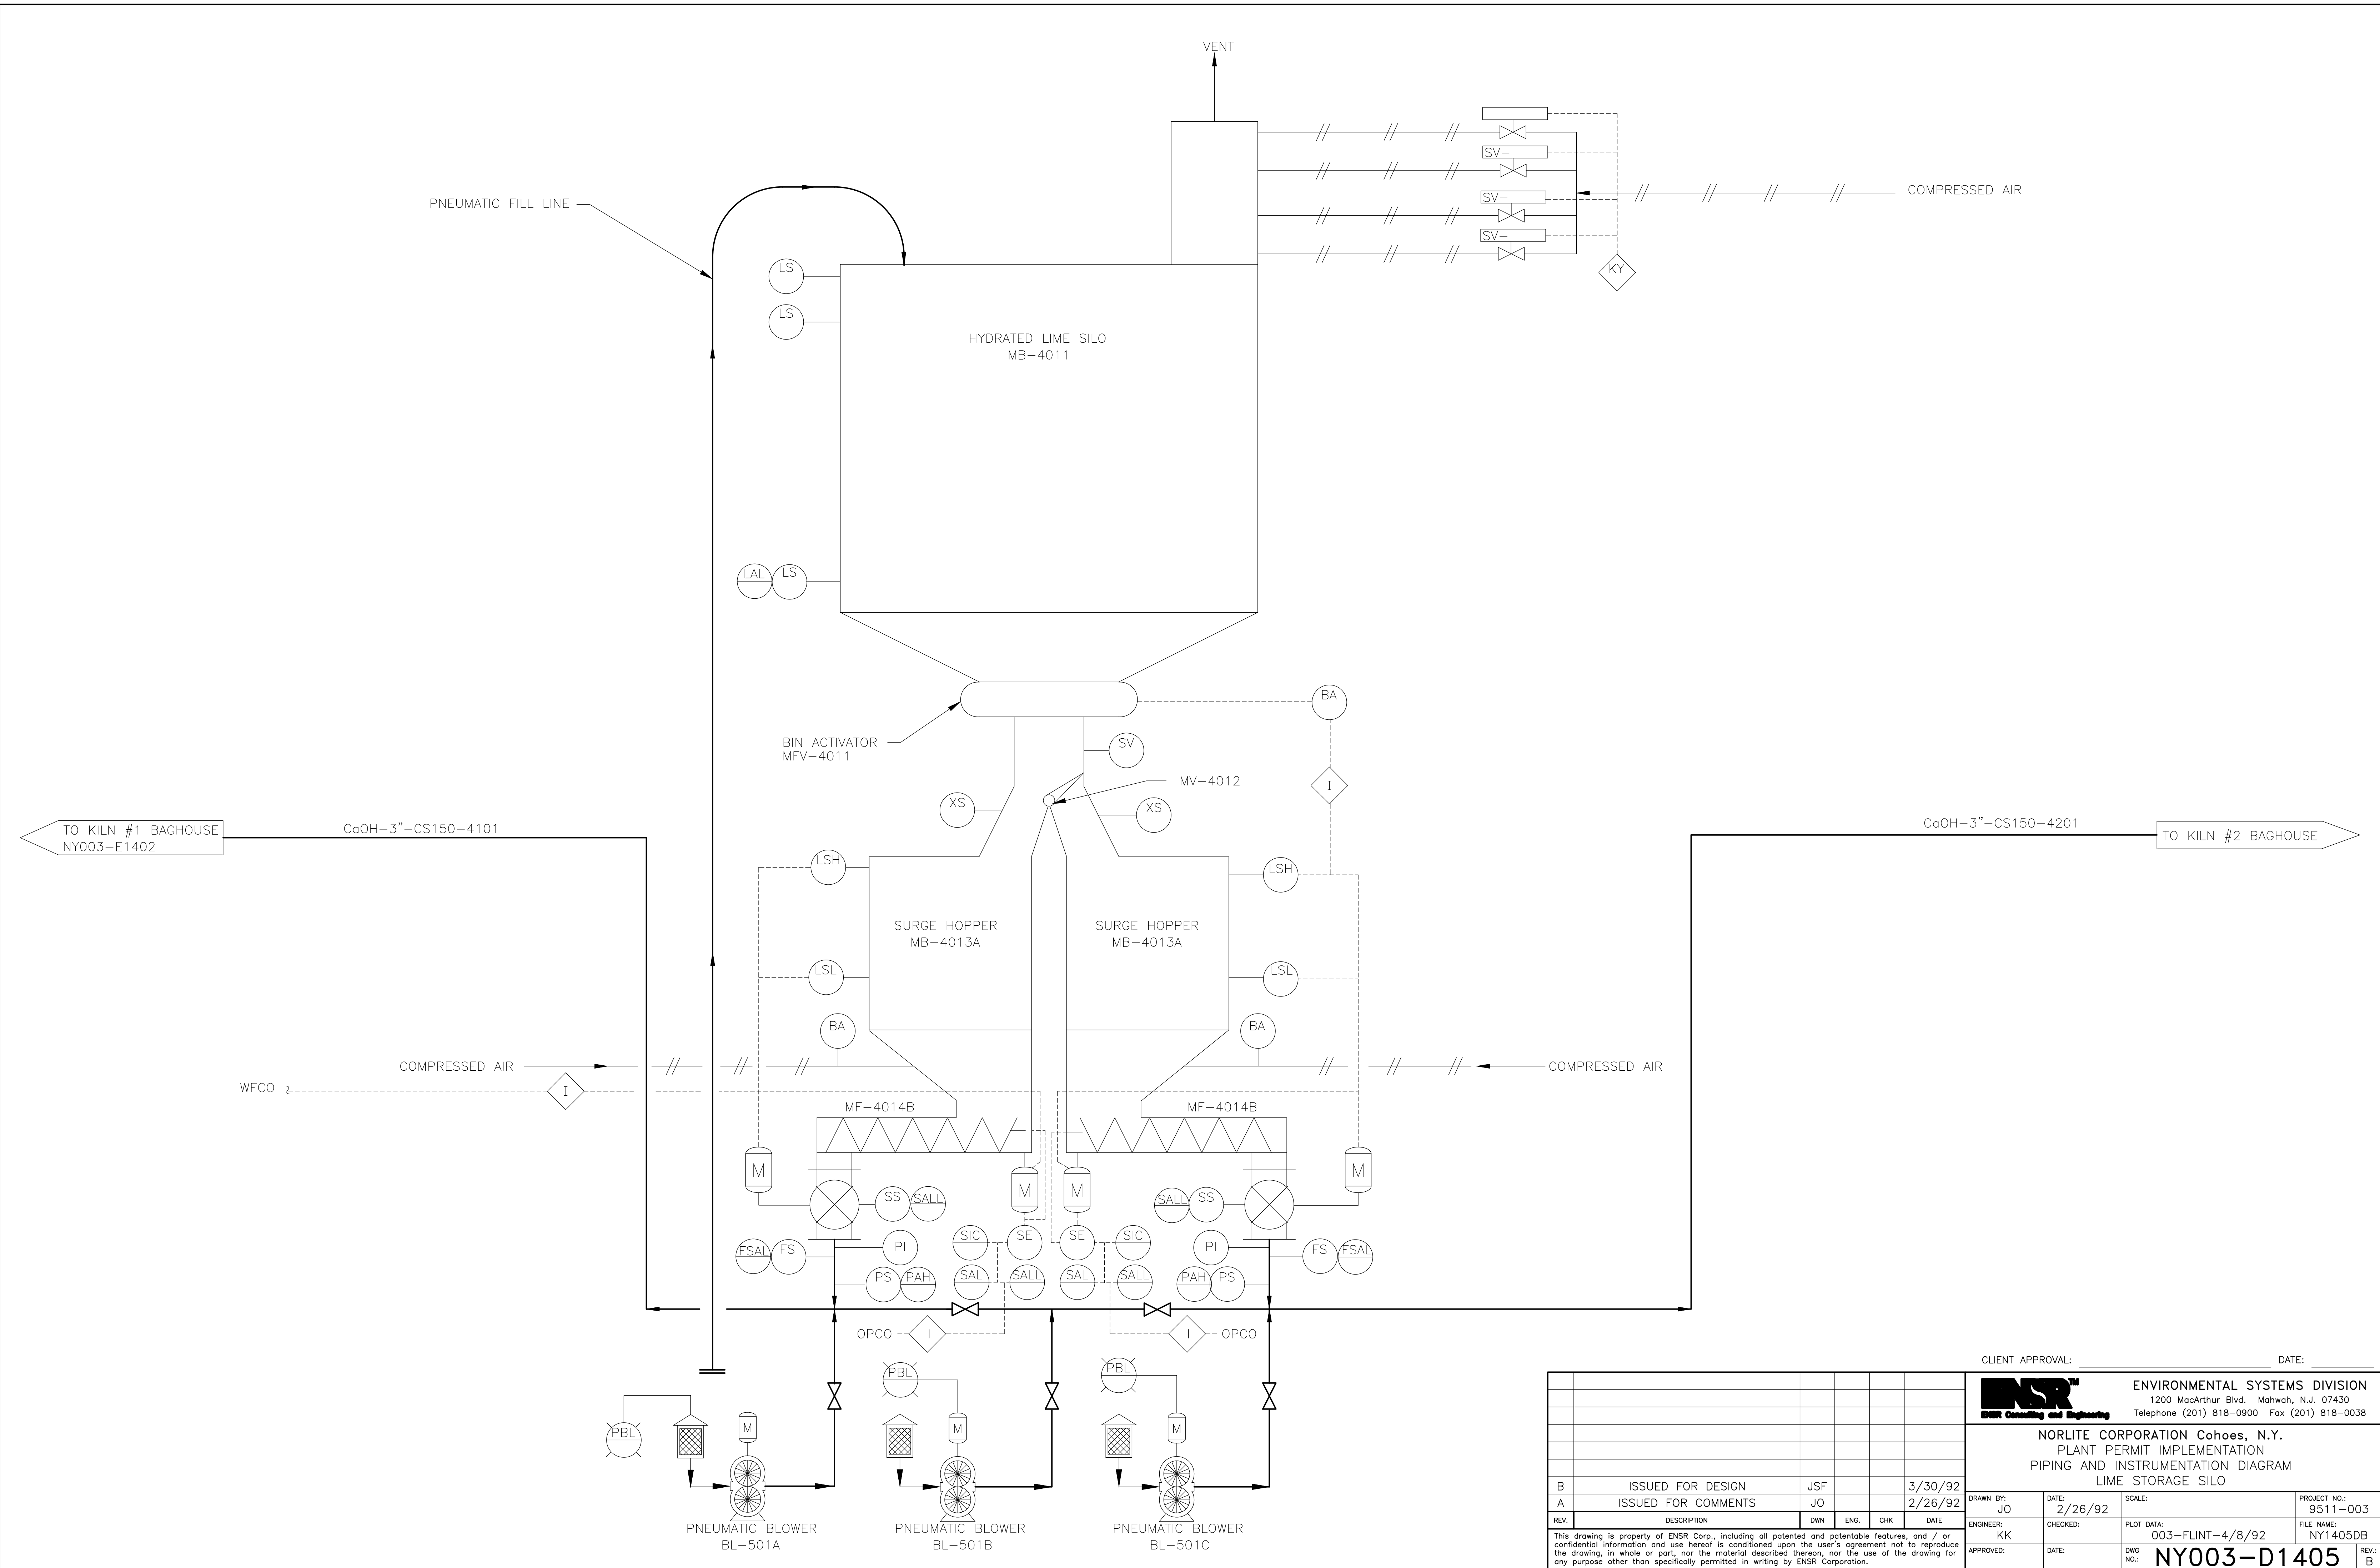 VENT
SV-
SV-
SV-
COMPRESSED AIR
KY
PNEUMATIC FILL LINE
LS
LS
HYDRATED LIME SILO
MB-4011
LAL
LS
BA
BIN ACTIVATOR
MFV-4011
SV
MV-4012
I
XS
XS
TO KILN #1 BAGHOUSE
NY003-E1402
CaOH-3"-CS150-4101
CaOH-3"-CS150-4201
TO KILN #2 BAGHOUSE
LSH
LSH
SURGE HOPPER
MB-4013A
SURGE HOPPER
MB-4013A
LSL
LSL
BA
BA
COMPRESSED AIR
COMPRESSED AIR
WFCO
I
MF-4014B
MF-4014B
M
M
M
M
SS
SALL
SALL
SS
FSAL
FS
PI
SIC
SE
SE
SIC
PI
FS
FSAL
PS
PAH
SAL
SALL
SAL
SALL
PAH
PS
OPCO
I
I
OPCO
PBL
PBL
PBL
M
M
M
PNEUMATIC BLOWER
BL-501A
PNEUMATIC BLOWER
BL-501B
PNEUMATIC BLOWER
BL-501C
CLIENT APPROVAL:
DATE:
ENSR TM
ENSR Consulting and Engineering
ENVIRONMENTAL SYSTEMS DIVISION
1200 MacArthur Blvd. Mahwah, N.J. 07430
Telephone (201) 818-0900 Fax (201) 818-0038
NORLITE CORPORATION Cohoes, N.Y.
PLANT PERMIT IMPLEMENTATION
PIPING AND INSTRUMENTATION DIAGRAM
LIME STORAGE SILO
B ISSUED FOR DESIGN JSF 3/30/92
A ISSUED FOR COMMENTS JO 2/26/92
REV. DESCRIPTION DWN ENG. CHK DATE
This drawing is property of ENSR Corp., including all patented and patentable features, and / or
confidential information and use hereof is conditioned upon the user's agreement not to reproduce
the drawing, in whole or part, nor the material described thereon, nor the use of the drawing for
any purpose other than specifically permitted in writing by ENSR Corporation.
DRAWN BY: JO
DATE: 2/26/92
SCALE:
PROJECT NO.: 9511-003
ENGINEER: KK
CHECKED:
PLOT DATA: 003-FLINT-4/8/92
FILE NAME: NY1405DB
APPROVED:
DATE:
DWG NO.: NY003-D1405
REV.: B